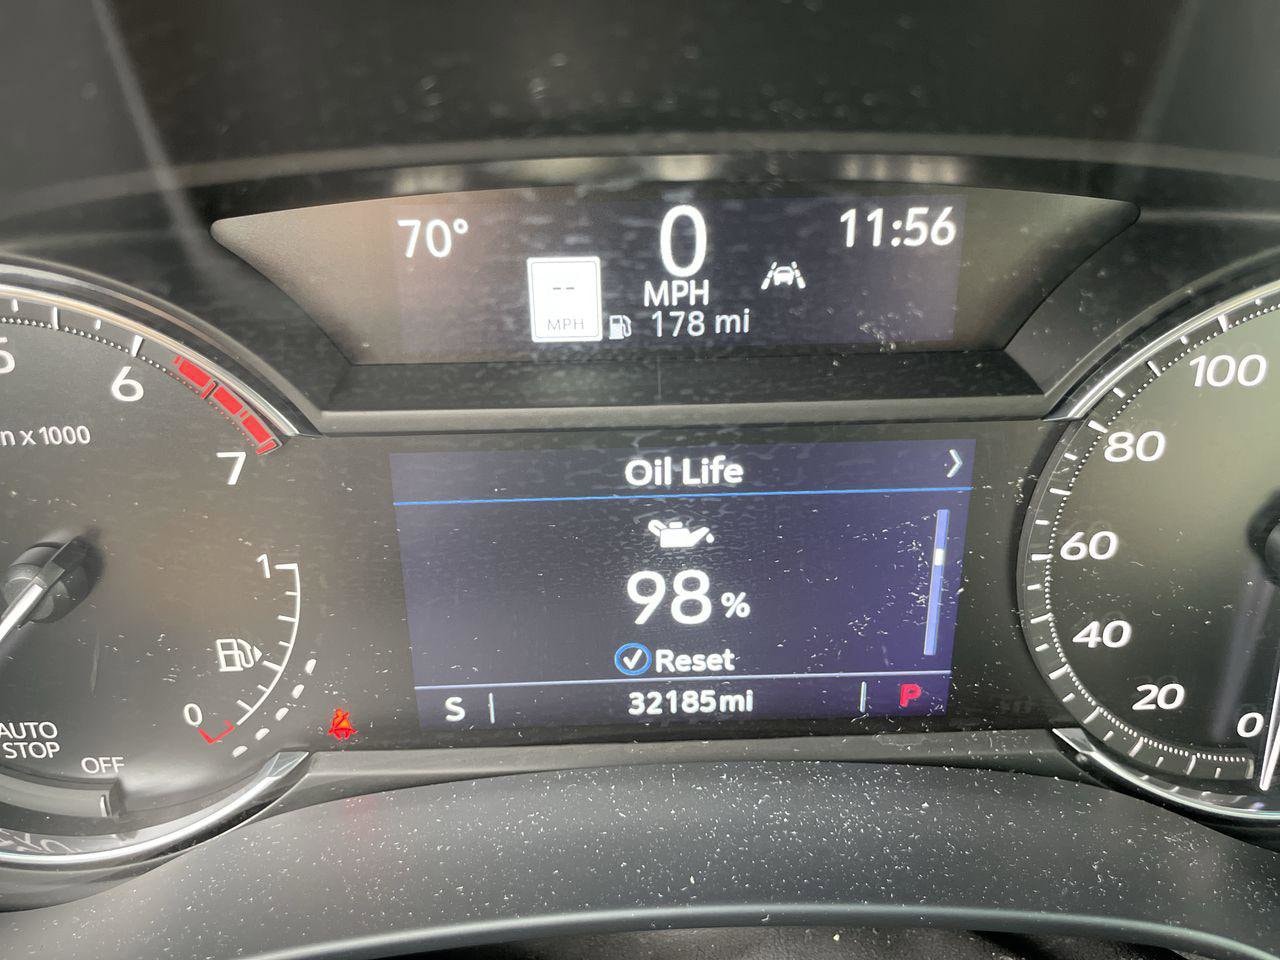 70°
0
11:56
--
MPH
MPH
178 mi
6
7
n x 1000
1
0
AUTO
STOP
OFF
Oil Life
98%
Reset
S
32185mi
P
100
80
60
40
20
0